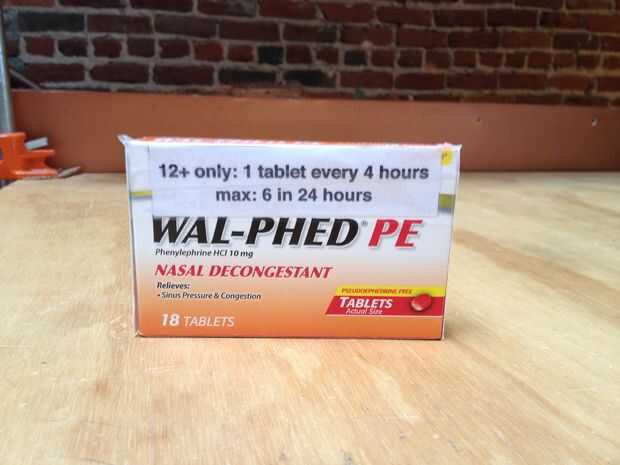 12+ only: 1 tablet every 4 hours
max: 6 in 24 hours
WAL-PHED® PE
Phenylephrine HCl 10 mg
NASAL DECONGESTANT
Relieves:
• Sinus Pressure & Congestion
PSEUDOEPHEDRINE FREE
TABLETS
Actual Size
18 TABLETS